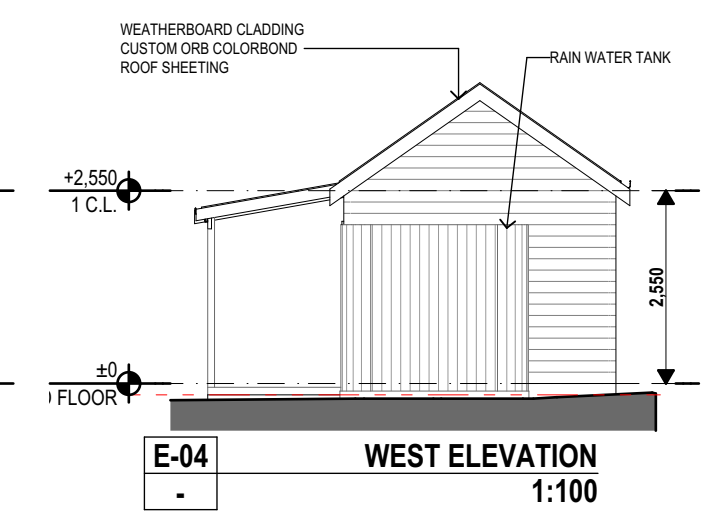 WEATHERBOARD CLADDING
CUSTOM ORB COLORBOND
ROOF SHEETING
RAIN WATER TANK
+2,550
1 C.L.
2,550
±0
FLOOR
E-04 WEST ELEVATION
- 1:100